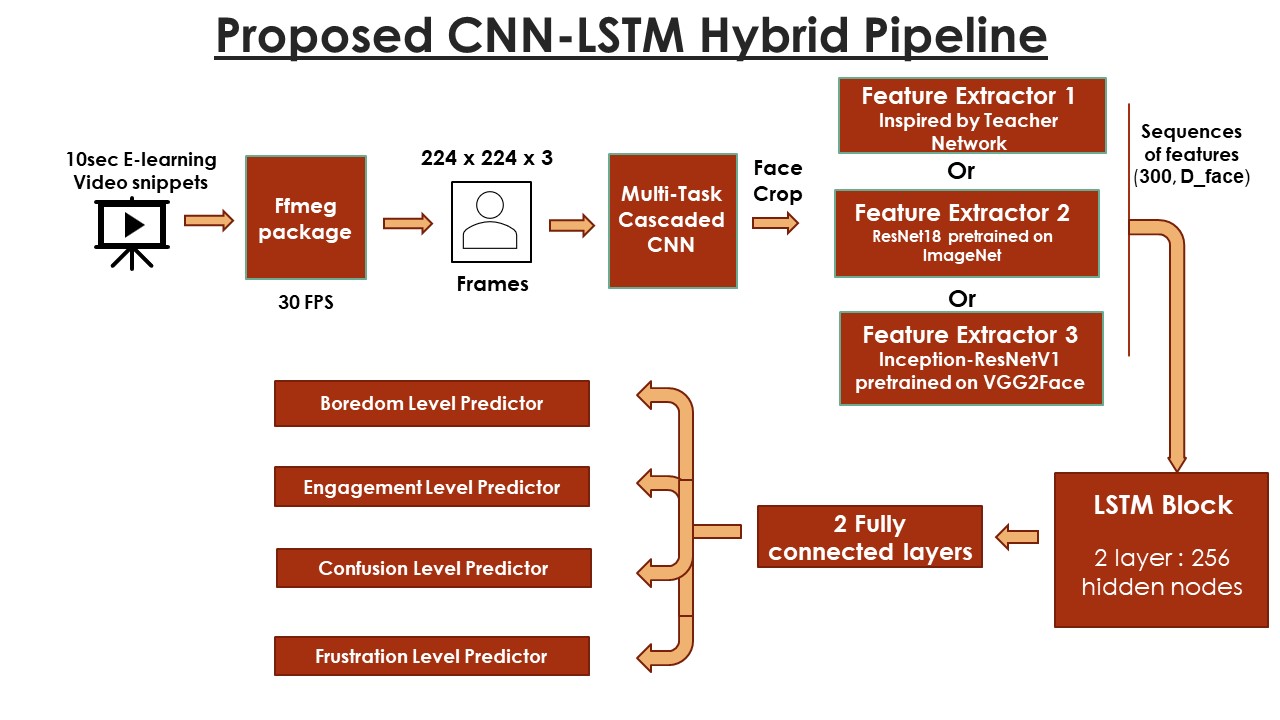 Proposed CNN-LSTM Hybrid Pipeline
10sec E-learning
Video snippets
Ffmeg
package
30 FPS
224 x 224 x 3
Frames
Multi-Task
Cascaded
CNN
Face
Crop
Feature Extractor 1
Inspired by Teacher
Network
Or
Feature Extractor 2
ResNet18 pretrained on
ImageNet
Or
Feature Extractor 3
Inception-ResNetV1
pretrained on VGG2Face
Sequences
of features
(300, D_face)
LSTM Block
2 layer : 256
hidden nodes
2 Fully
connected layers
Boredom Level Predictor
Engagement Level Predictor
Confusion Level Predictor
Frustration Level Predictor